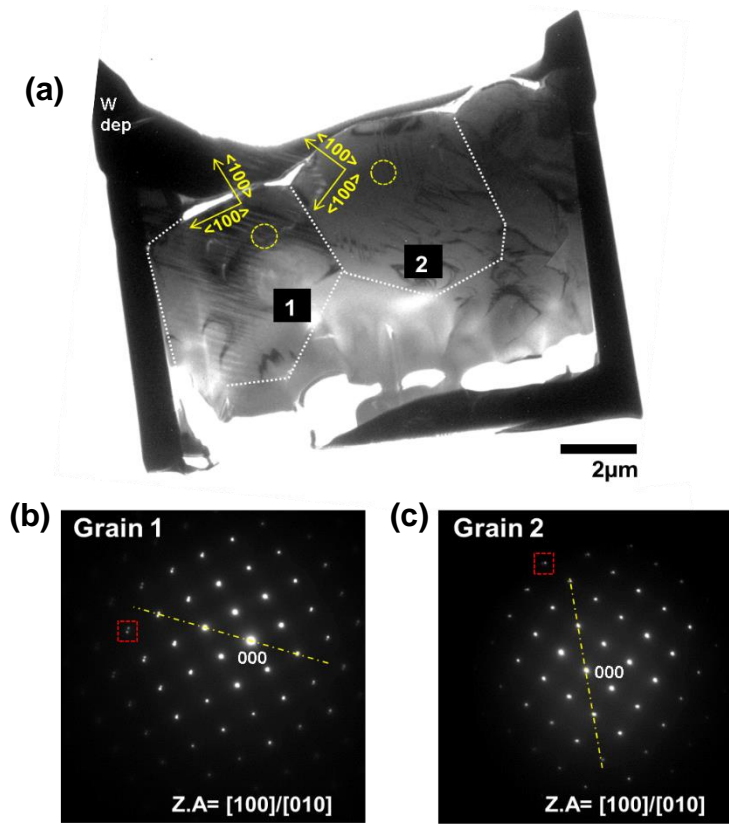 (a)
W
dep
<100>
<100>
<100>
<100>
1
2
2µm
(b)
Grain 1
000
Z.A= [100]/[010]
(c)
Grain 2
000
Z.A= [100]/[010]